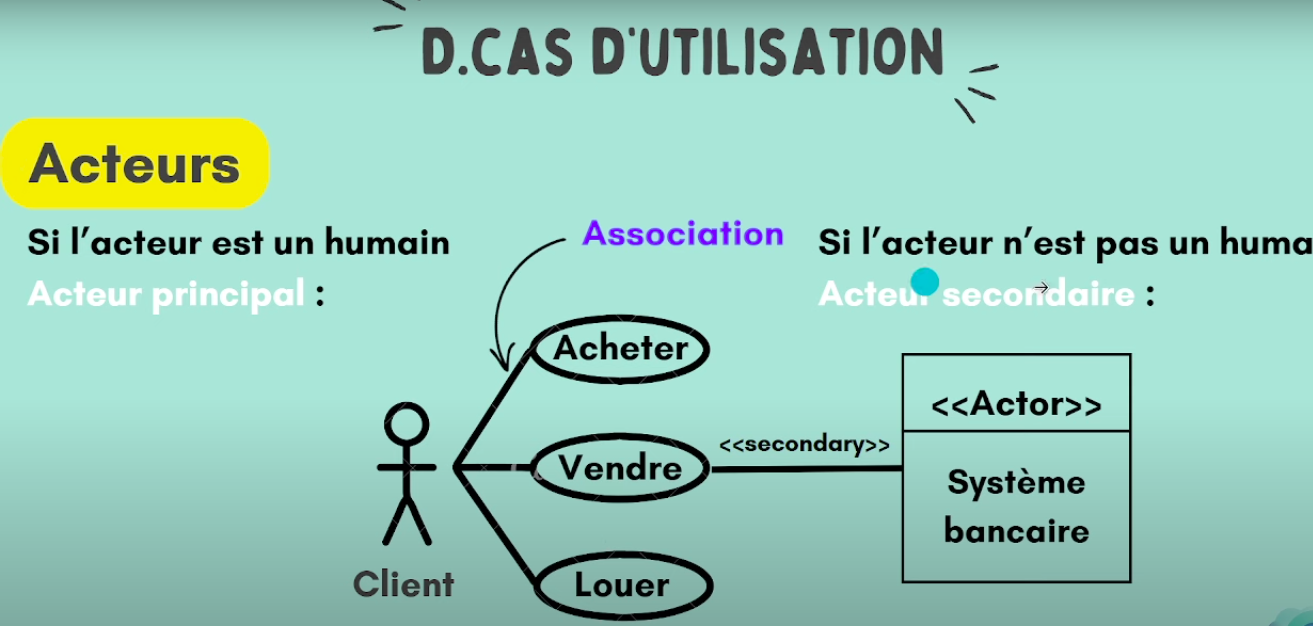 D.CAS D'UTILISATION
Acteurs
Si l’acteur est un humain
Acteur principal :
Association
Si l’acteur n’est pas un huma
Acteur secondaire :
Acheter
<<Actor>>
<<secondary>>
Vendre
Système
bancaire
Client
Louer